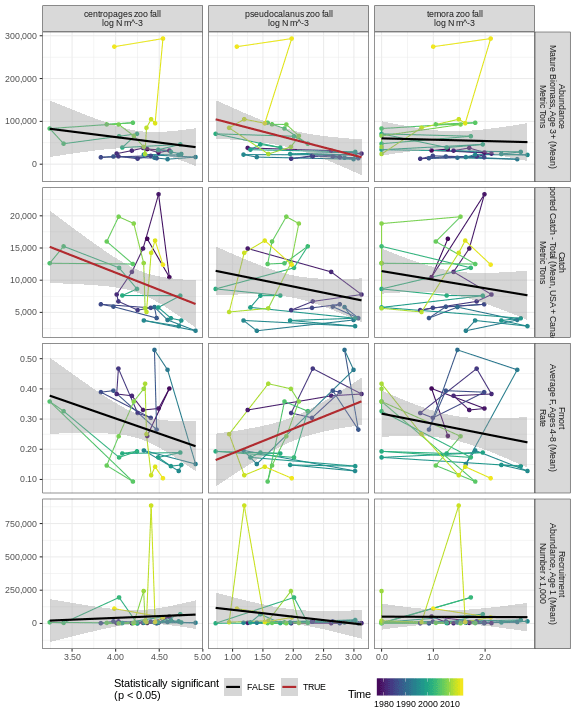 centropages zoo fall
log N m^-3
pseudocalanus zoo fall
log N m^-3
temora zoo fall
log N m^-3
300,000
200,000
100,000
0
Abundance
Mature Biomass, Age 3+ (Mean)
Metric Tons
20,000
15,000
10,000
5,000
Catch
ported Catch - Total (Mean, USA + Cana
Metric Tons
0.50
0.40
0.30
0.20
0.10
Fmort
Average F, Ages 4-8 (Mean)
Rate
750,000
500,000
250,000
0
Recruitment
Abundance, Age 1 (Mean)
Number x 1,000
3.50 4.00 4.50 5.00
1.00 1.50 2.00 2.50 3.00
0.0 1.0 2.0
Statistically significant
(p < 0.05)
FALSE
TRUE
Time
1980 1990 2000 2010